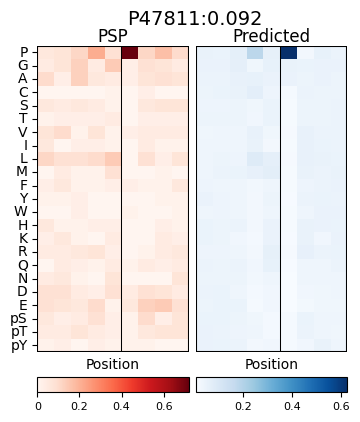 P47811:0.092
PSP Predicted
P
G
A
C
S
T
V
I
L
M
F
Y
W
H
K
R
Q
N
D
E
pS
pT
pY
Position Position
0 0.2 0.4 0.6 0.2 0.4 0.6